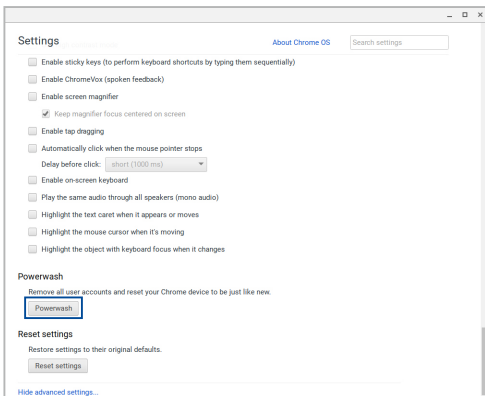 Settings
About Chrome OS
Search settings
Enable sticky keys (to perform keyboard shortcuts by typing them sequentially)
Enable ChromeVox (spoken feedback)
Enable screen magnifier
Keep magnifier focus centered on screen
Enable tap dragging
Automatically click when the mouse pointer stops
Delay before click: short (1000 ms)
Enable on-screen keyboard
Play the same audio through all speakers (mono audio)
Highlight the text caret when it appears or moves
Highlight the mouse cursor when it's moving
Highlight the object with keyboard focus when it changes
Powerwash
Remove all user accounts and reset your Chrome device to be just like new.
Powerwash
Reset settings
Restore settings to their original defaults.
Reset settings
Hide advanced settings...